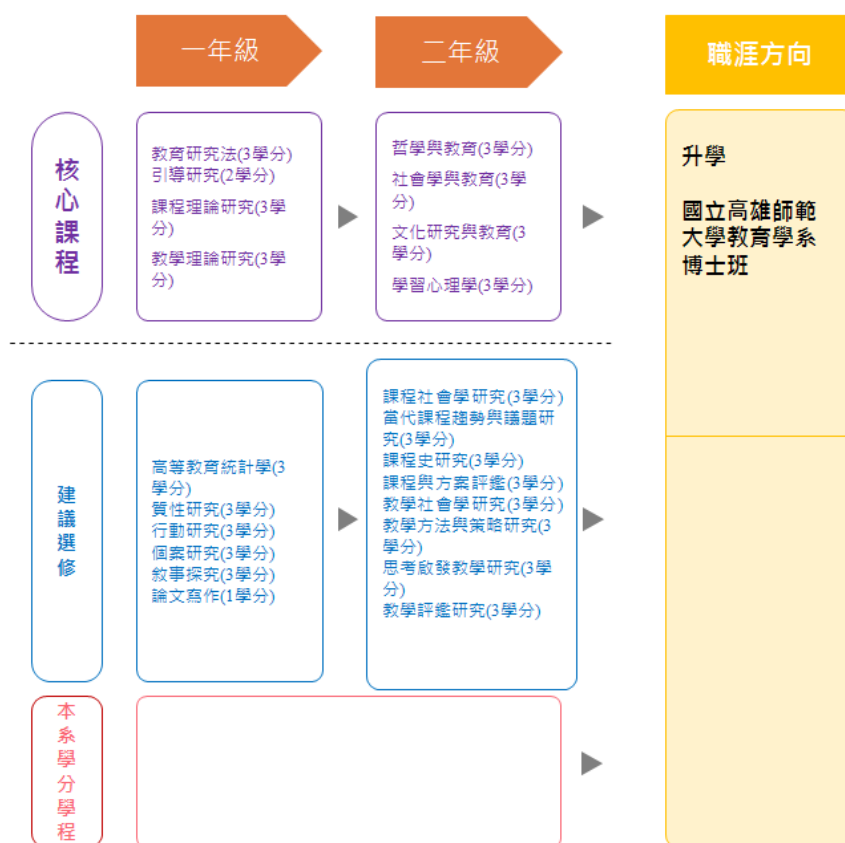 一年級
二年級
職涯方向
核
心
課
程
教育研究法(3學分)
引導研究(2學分)
課程理論研究(3學
分)
教學理論研究(3學
分)
哲學與教育(3學分)
社會學與教育(3學
分)
文化研究與教育(3
學分)
學習心理學(3學分)
升學
國立高雄師範
大學教育學系
博士班
建
議
選
修
高等教育統計學(3
學分)
質性研究(3學分)
行動研究(3學分)
個案研究(3學分)
敘事探究(3學分)
論文寫作(1學分)
課程社會學研究(3學分)
當代課程趨勢與議題研
究(3學分)
課程史研究(3學分)
課程與方案評鑑(3學分)
教學社會學研究(3學分)
教學方法與策略研究(3
學分)
思考啟發教學研究(3學
分)
教學評鑑研究(3學分)
本
系
學
分
學
程